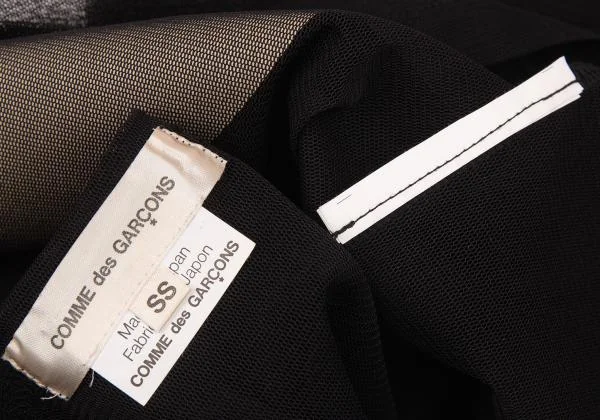 COMME des GARÇONS
*
SS
Ma pan
Fabri Japon
COMME des GARÇONS
*